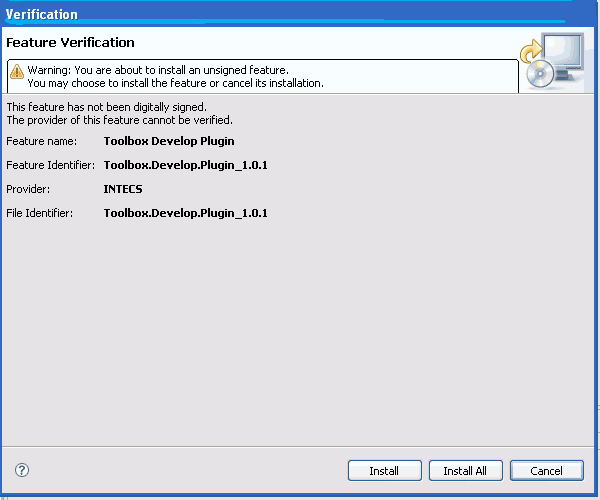 Verification
Feature Verification
Warning: You are about to install an unsigned feature.
You may choose to install the feature or cancel its installation.
This feature has not been digitally signed.
The provider of this feature cannot be verified.
Feature name: Toolbox Develop Plugin
Feature Identifier: Toolbox.Develop.Plugin_1.0.1
Provider: INTECS
File Identifier: Toolbox.Develop.Plugin_1.0.1
? Install Install All Cancel